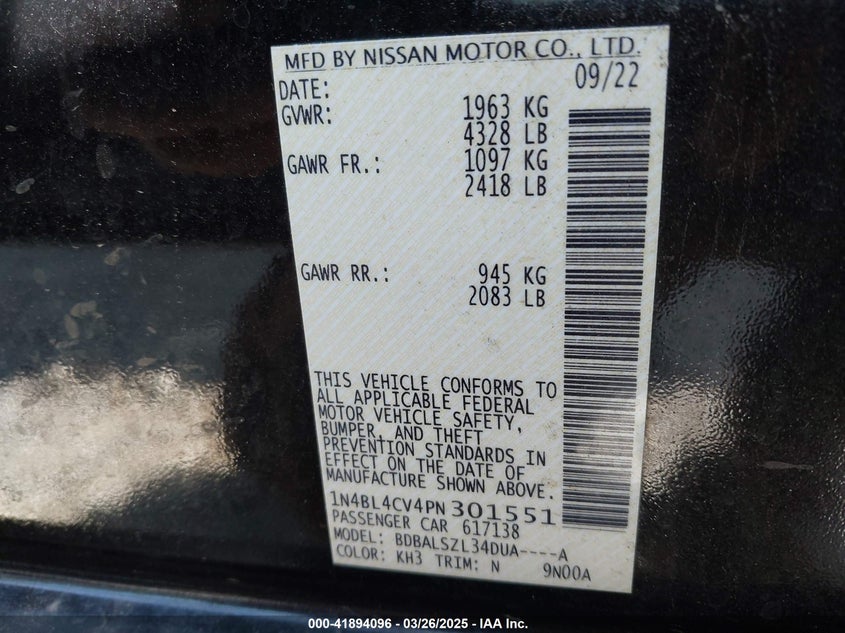 MFD BY NISSAN MOTOR CO., LTD.
DATE: 09/22
GVWR: 1963 KG
4328 LB
GAWR FR.: 1097 KG
2418 LB
GAWR RR.: 945 KG
2083 LB
THIS VEHICLE CONFORMS TO
ALL APPLICABLE FEDERAL
MOTOR VEHICLE SAFETY,
BUMPER, AND THEFT
PREVENTION STANDARDS IN
EFFECT ON THE DATE OF
MANUFACTURE SHOWN ABOVE.
1N4BL4CV4PN301551
PASSENGER CAR 617138
MODEL: BDBALSZL34DUA----A
COLOR: KH3 TRIM: N 9N00A
000-41894096 - 03/26/2025 - IAA Inc.